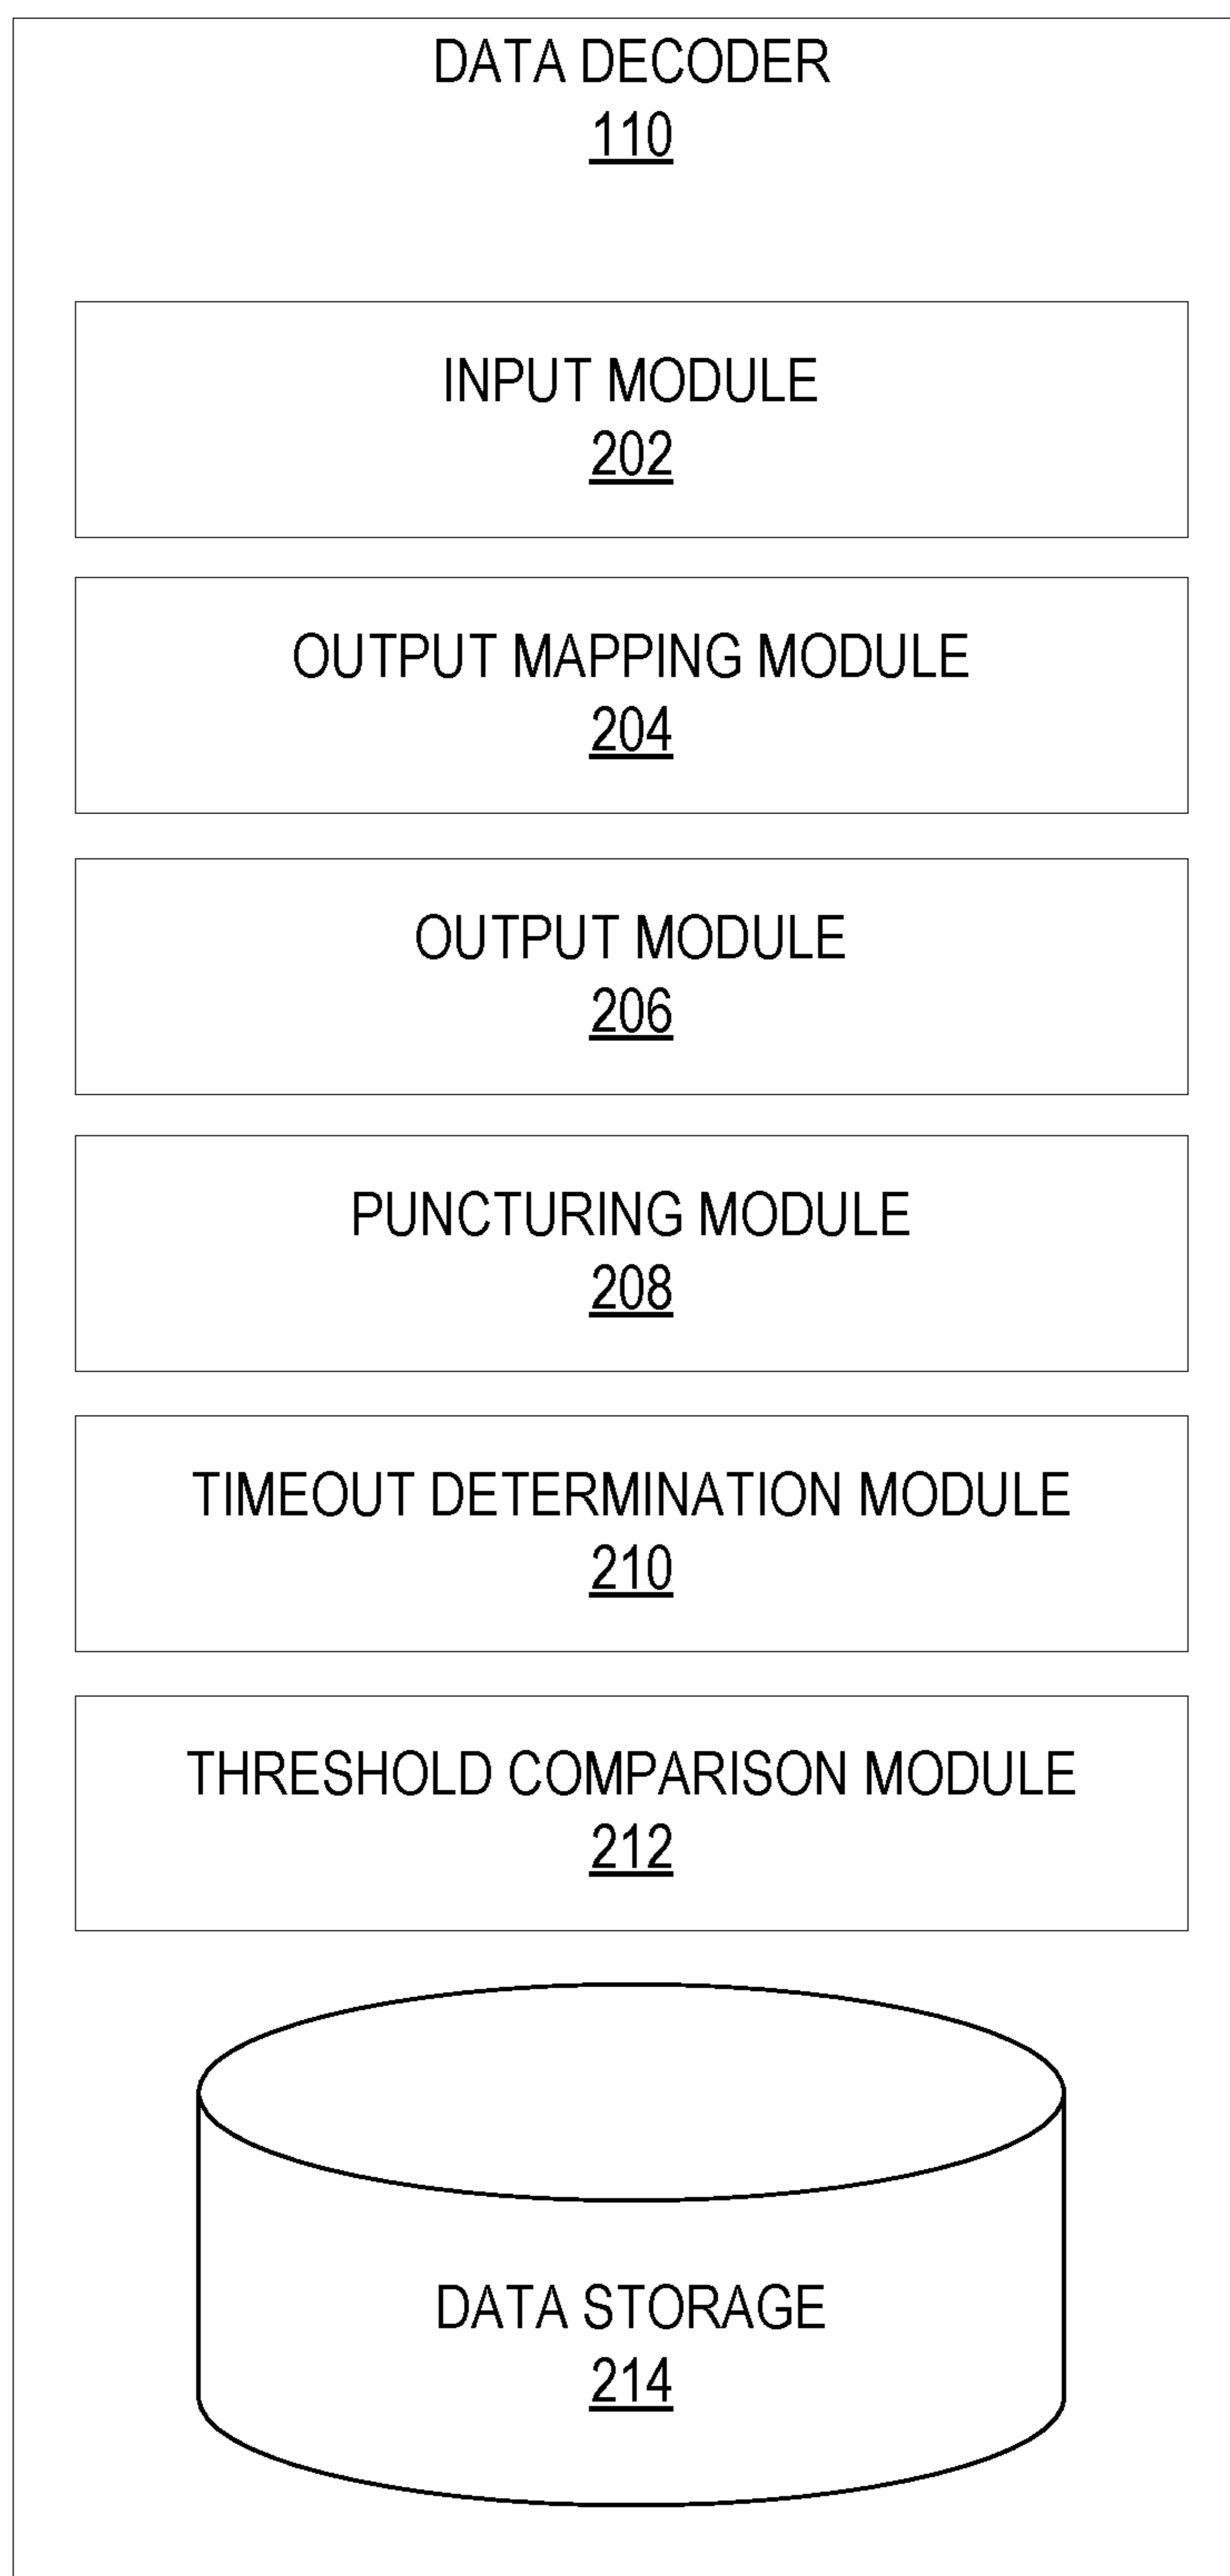 DATA DECODER
110
INPUT MODULE
202
OUTPUT MAPPING MODULE
204
OUTPUT MODULE
206
PUNCTURING MODULE
208
TIMEOUT DETERMINATION MODULE
210
THRESHOLD COMPARISON MODULE
212
DATA STORAGE
214